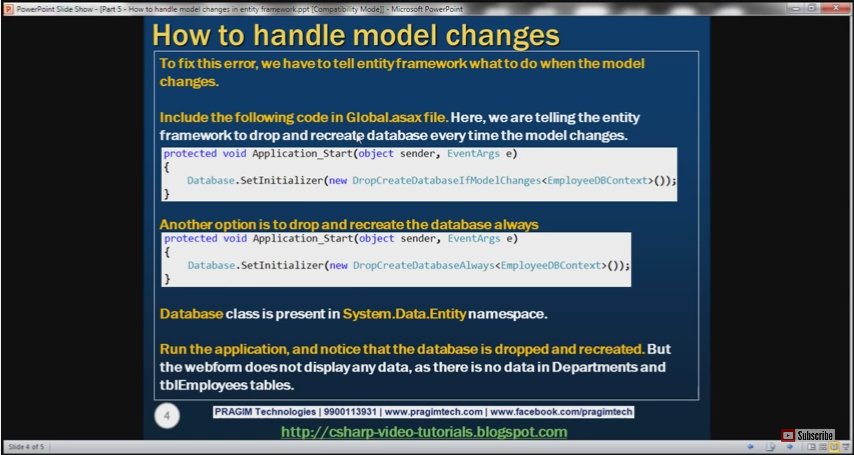 PowerPoint Slide Show - [Part 5 - How to handle model changes in entity framework.ppt [Compatibility Mode]] - Microsoft PowerPoint
How to handle model changes
To fix this error, we have to tell entity framework what to do when the model
changes.
Include the following code in Global.asax file. Here, we are telling the entity
framework to drop and recreate database every time the model changes.
protected void Application_Start(object sender, EventArgs e)
{
Database.SetInitializer(new DropCreateDatabaseIfModelChanges<EmployeeDBContext>());
}
Another option is to drop and recreate the database always
protected void Application_Start(object sender, EventArgs e)
{
Database.SetInitializer(new DropCreateDatabaseAlways<EmployeeDBContext>());
}
Database class is present in System.Data.Entity namespace.
Run the application, and notice that the database is dropped and recreated. But
the webform does not display any data, as there is no data in Departments and
tblEmployees tables.
4
PRAGIM Technologies | 9900113931 | www.pragimtech.com | www.facebook.com/pragimtech
http://csharp-video-tutorials.blogspot.com
Subscribe
Slide 4 of 5